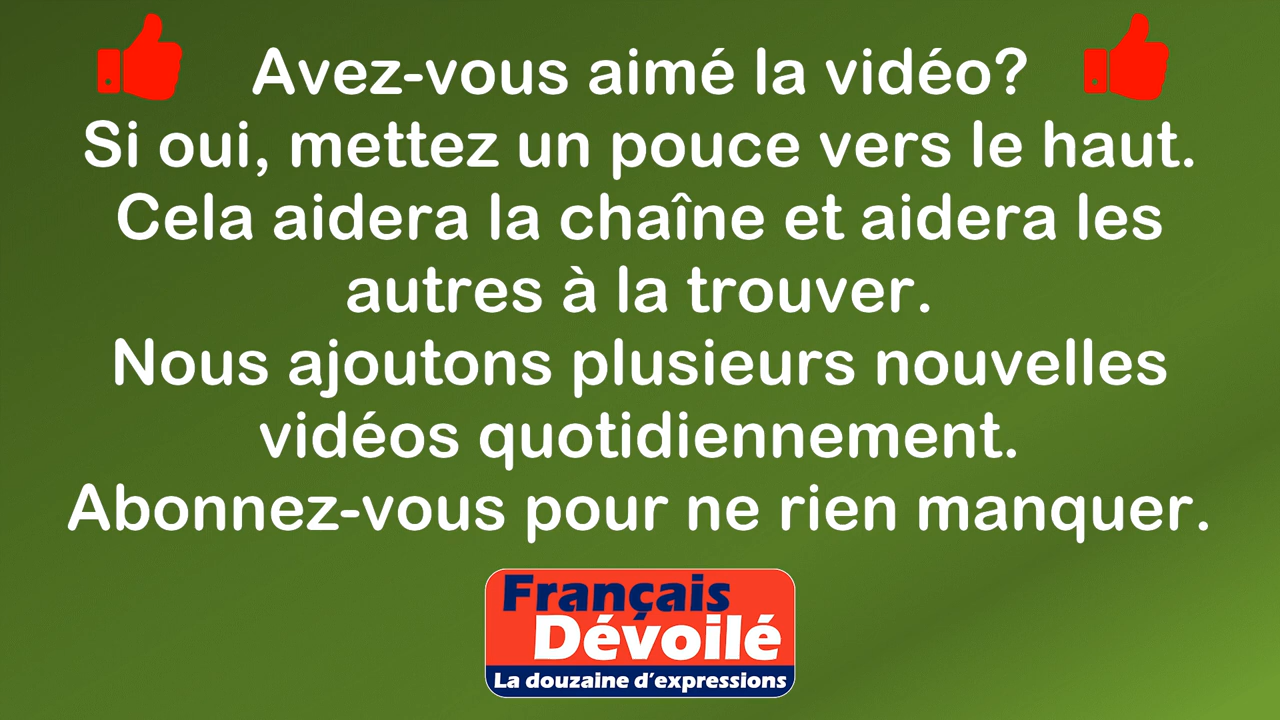 Avez-vous aimé la vidéo?
Si oui, mettez un pouce vers le haut.
Cela aidera la chaîne et aidera les
autres à la trouver.
Nous ajoutons plusieurs nouvelles
vidéos quotidiennement.
Abonnez-vous pour ne rien manquer.
Français
Dévoilé
La douzaine d'expressions